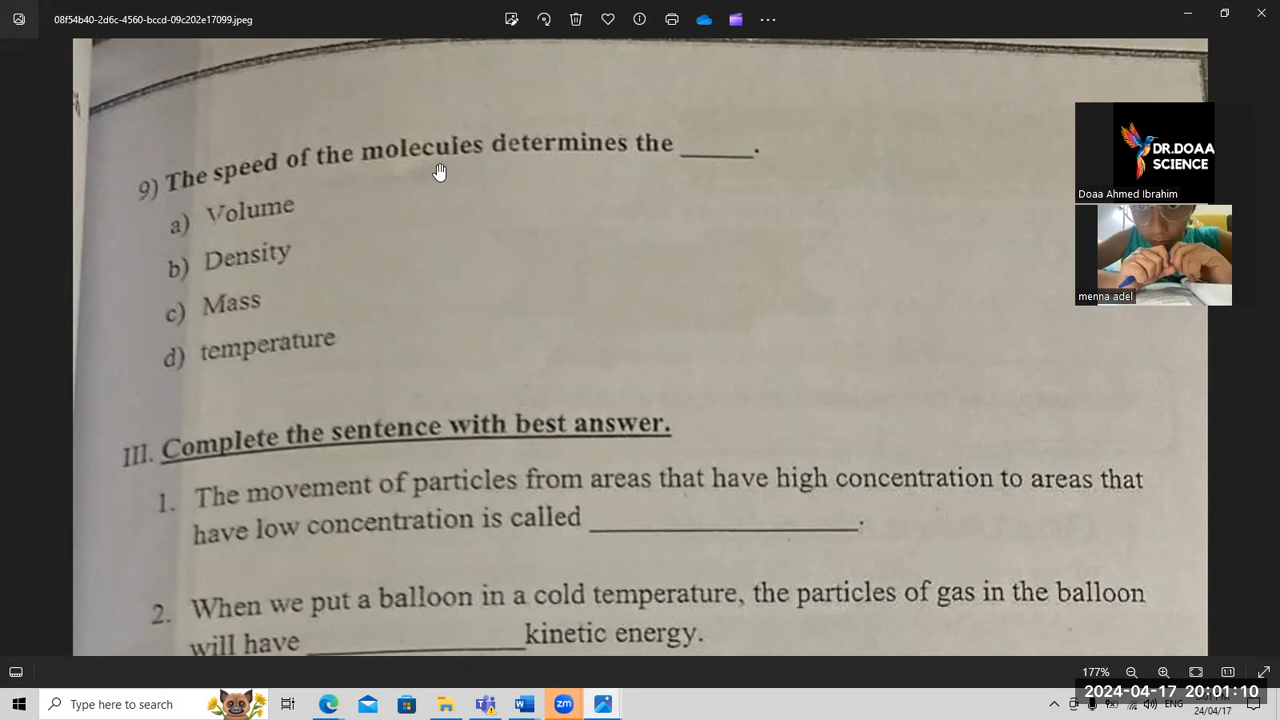 08f54b40-2d6c-4560-bccd-09c202e17099.jpeg
9) The speed of the molecules determines the _____.
a) Volume
b) Density
c) Mass
d) temperature
III. Complete the sentence with best answer.
1. The movement of particles from areas that have high concentration to areas that
have low concentration is called ____________________.
2. When we put a balloon in a cold temperature, the particles of gas in the balloon
will have ________________ kinetic energy.
DR.DOAA
SCIENCE
Doaa Ahmed Ibrahim
menna adel
177%
Type here to search
zm
2024-04-17 20:01:10
ENG
24/04/17